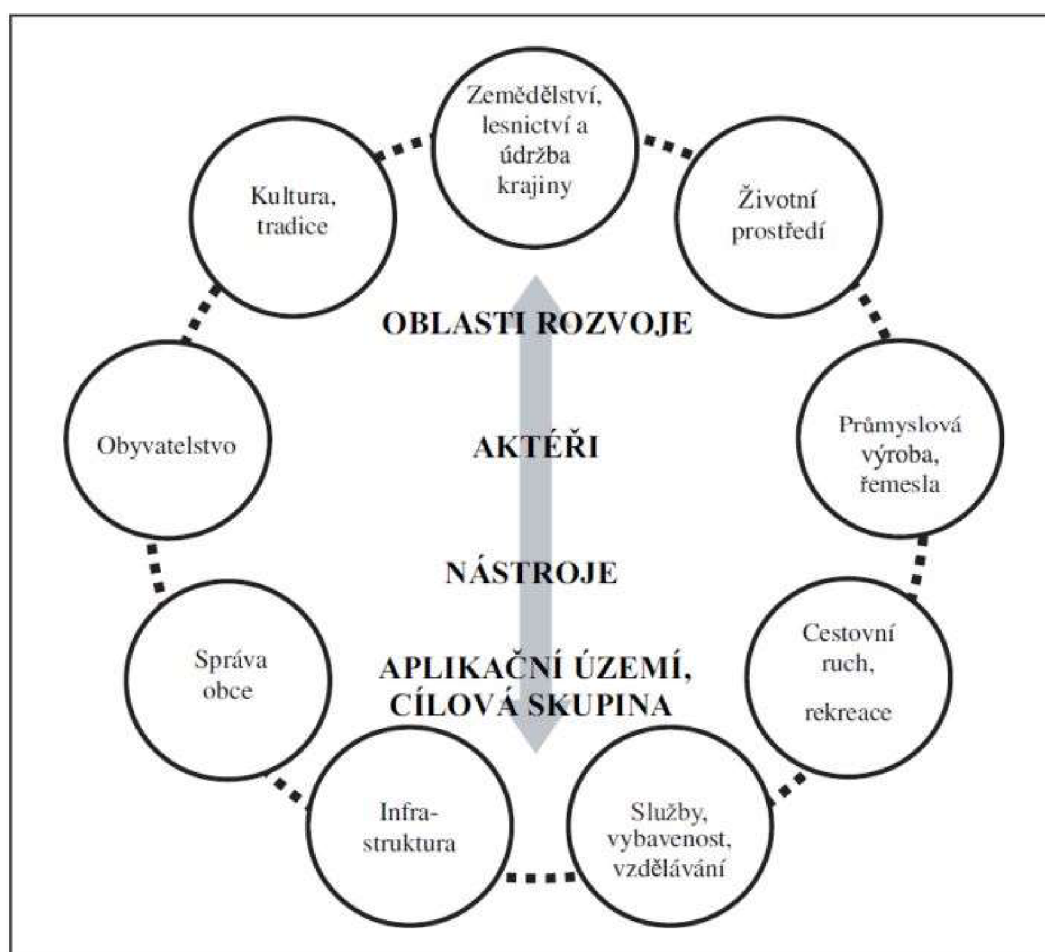 Zemědělství,
lesnictví a
údržba
krajiny
Kultura,
tradice
Životní
prostředí
OBLASTI ROZVOJE
Obyvatelstvo
AKTÉŘI
Průmyslová
výroba,
řemesla
NÁSTROJE
Správa
obce
APLIKAČNÍ ÚZEMÍ,
CÍLOVÁ SKUPINA
Cestovní
ruch,
rekreace
Infra-
struktura
Služby,
vybavenost,
vzdělávání